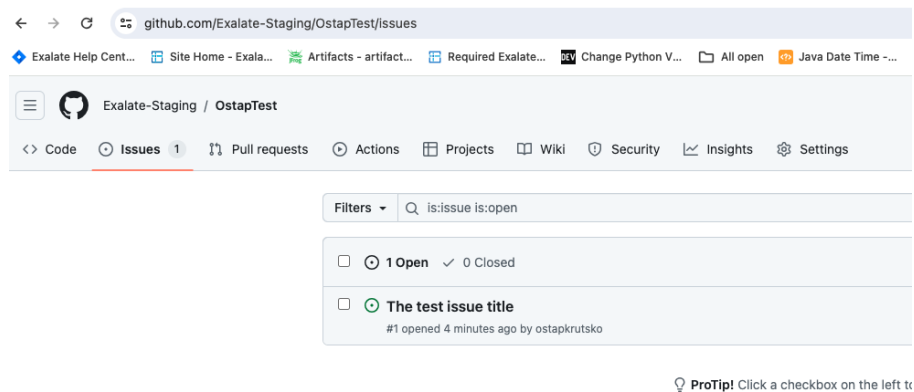 github.com/Exalate-Staging/OstapTest/issues
Exalate Help Cent... Site Home - Exala... Artifacts - artifact... Required Exalate... DEV Change Python V... All open Java Date Time -...
Exalate-Staging / OstapTest
<> Code Issues 1 Pull requests Actions Projects Wiki Security Insights Settings
Filters is:issue is:open
1 Open 0 Closed
The test issue title
#1 opened 4 minutes ago by ostapkrutsko
ProTip! Click a checkbox on the left to